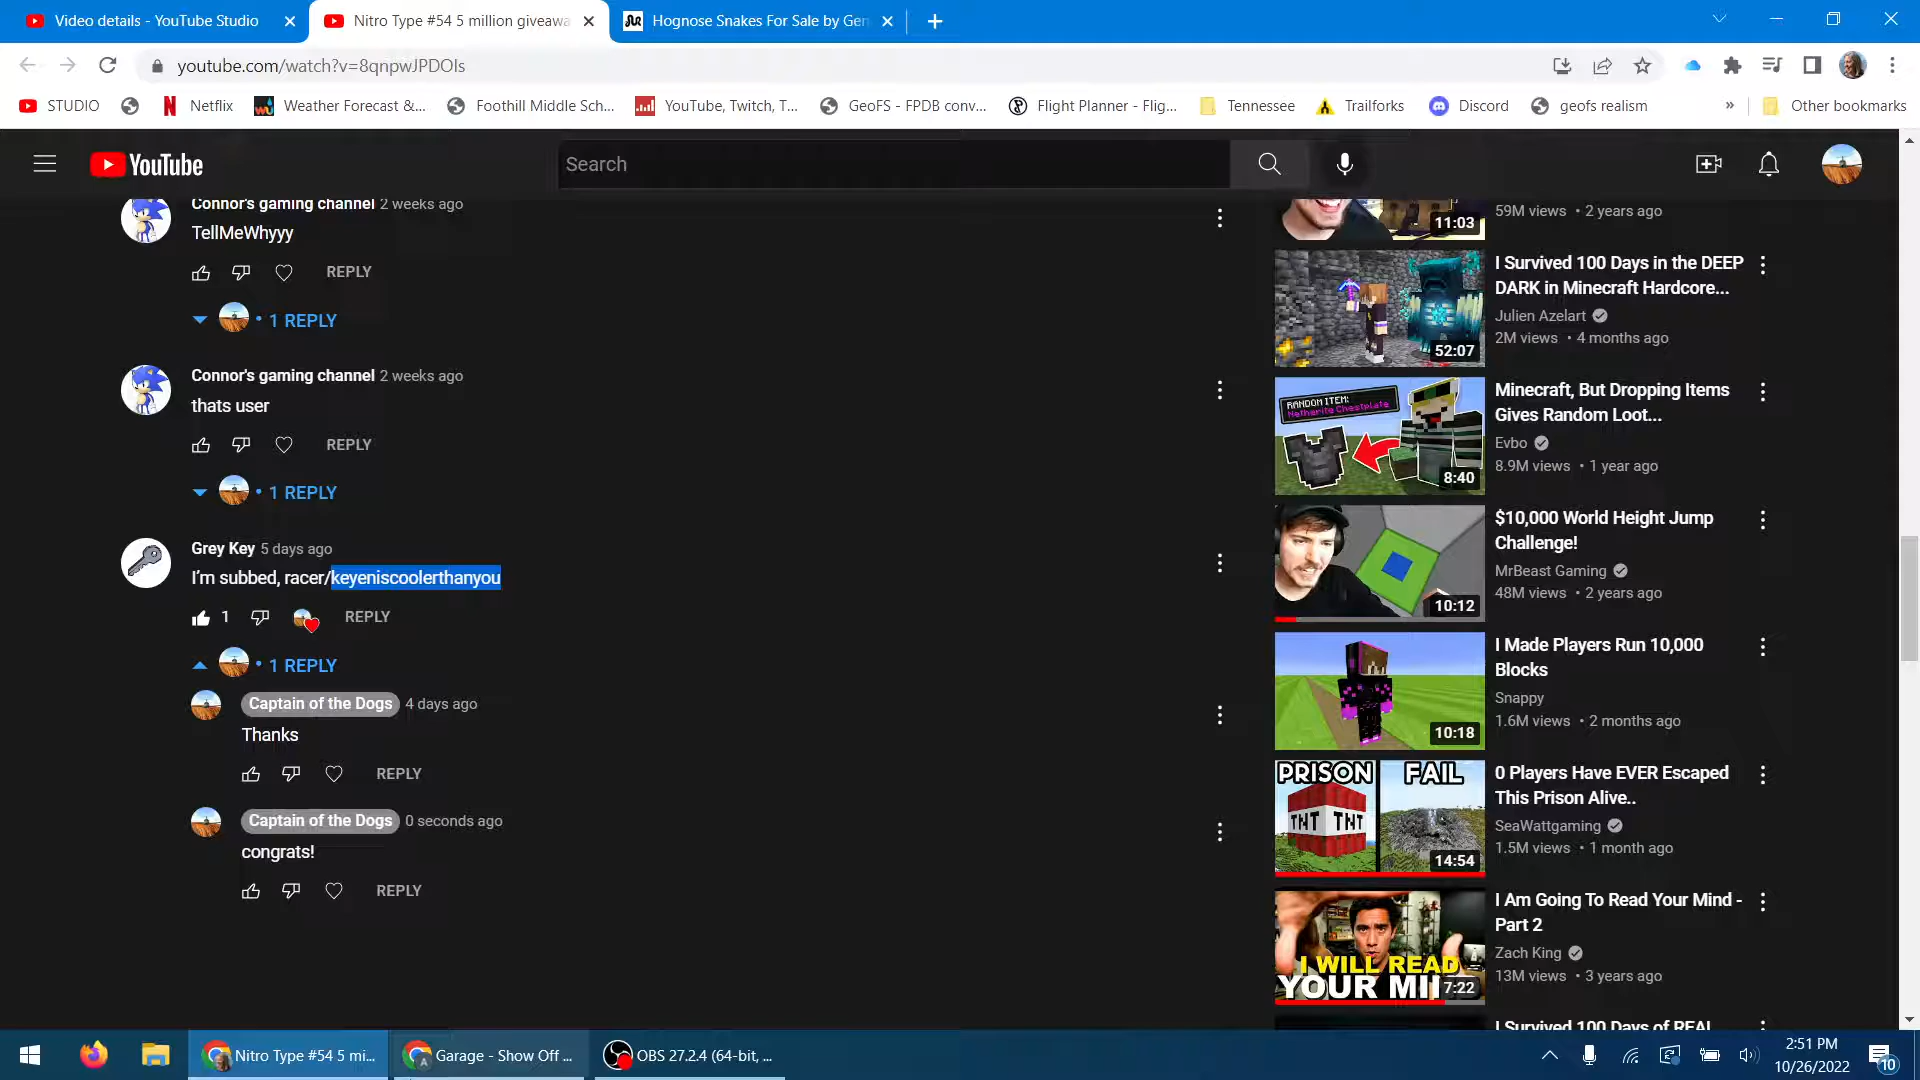 Video details - YouTube Studio
Nitro Type #54 5 million giveawa
Hognose Snakes For Sale by Gen
youtube.com/watch?v=8qnpwJPDOIs
STUDIO
Netflix
Weather Forecast &...
Foothill Middle Sch...
YouTube, Twitch, T...
GeoFS - FPDB conv...
Flight Planner - Flig...
Tennessee
Trailforks
Discord
geofs realism
»
Other bookmarks
YouTube
Search
Connor's gaming channel 2 weeks ago
TellMeWhyyy
REPLY
• 1 REPLY
Connor's gaming channel 2 weeks ago
thats user
REPLY
• 1 REPLY
Grey Key 5 days ago
I'm subbed, racer/keyeniscoolerthanyou
1 REPLY
• 1 REPLY
Captain of the Dogs 4 days ago
Thanks
REPLY
Captain of the Dogs 0 seconds ago
congrats!
REPLY
11:03
59M views • 2 years ago
52:07
I Survived 100 Days in the DEEP
DARK in Minecraft Hardcore...
Julien Azelart
2M views • 4 months ago
RANDOM ITEM:
Netherite Chestplate
8:40
Minecraft, But Dropping Items
Gives Random Loot...
Evbo
8.9M views • 1 year ago
10:12
$10,000 World Height Jump
Challenge!
MrBeast Gaming
48M views • 2 years ago
10:18
I Made Players Run 10,000
Blocks
Snappy
1.6M views • 2 months ago
PRISON FAIL
TNT TNT
14:54
0 Players Have EVER Escaped
This Prison Alive..
SeaWattgaming
1.5M views • 1 month ago
I WILL READ
YOUR MI
7:22
I Am Going To Read Your Mind -
Part 2
Zach King
13M views • 3 years ago
I Survived 100 Days of REAL
Nitro Type #54 5 mi...
Garage - Show Off ...
OBS 27.2.4 (64-bit, ...
2:51 PM
10/26/2022
10